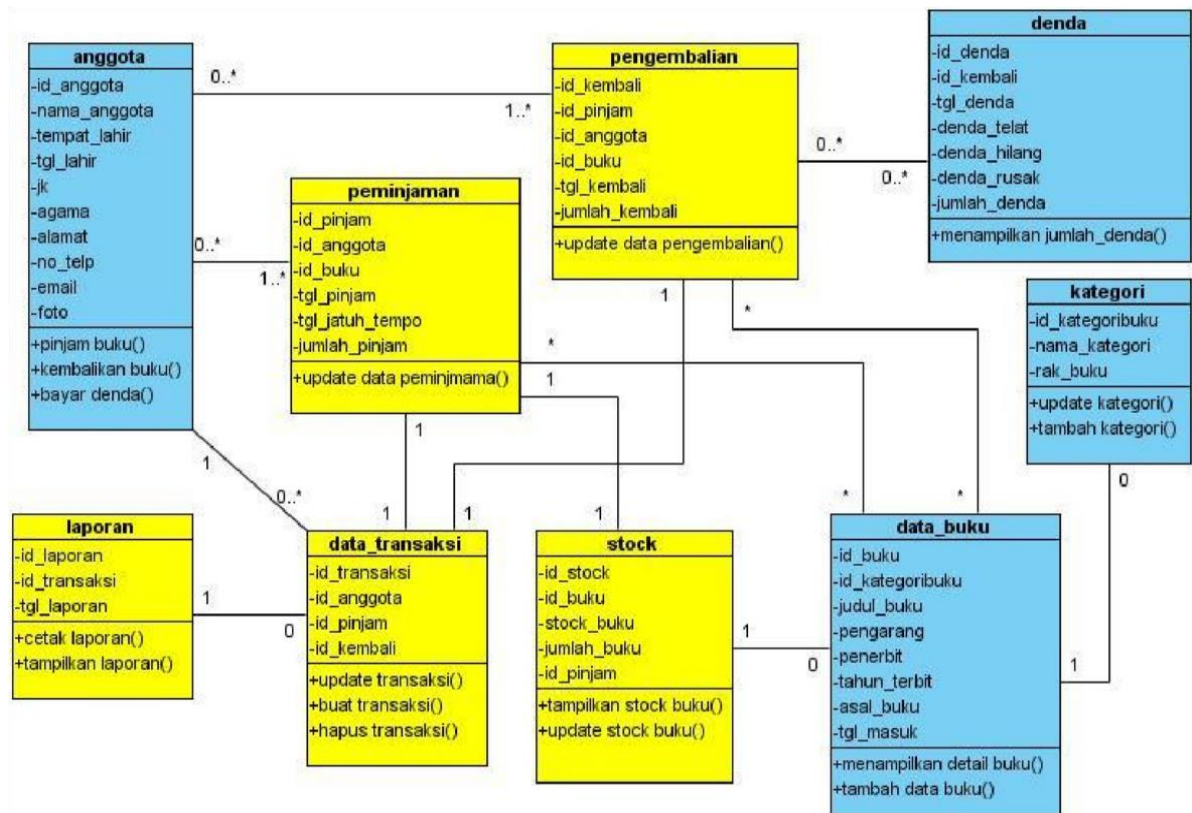 anggota
-id_anggota
-nama_anggota
-tempat_lahir
-tgl_lahir
-jk
-agama
-alamat
-no_telp
-email
-foto
+pinjam buku()
+kembalikan buku()
+bayar denda()
0..*
1..*
pengembalian
-id_kembali
-id_pinjam
-id_anggota
-id_buku
-tgl_kembali
-jumlah_kembali
+update data pengembalian()
0..*
0..*
denda
-id_denda
-id_kembali
-tgl_denda
-denda_telat
-denda_hilang
-denda_rusak
-jumlah_denda
+menampilkan jumlah_denda()
0..*
1..*
peminjaman
-id_pinjam
-id_anggota
-id_buku
-tgl_pinjam
-tgl_jatuh_tempo
-jumlah_pinjam
+update data peminjmama()
1
*
*
1
kategori
-id_kategoribuku
-nama_kategori
-rak_buku
+update kategori()
+tambah kategori()
1
0..*
1
1
1
1
*
*
0
1
laporan
-id_laporan
-id_transaksi
-tgl_laporan
+cetak laporan()
+tampilkan laporan()
1
0
data_transaksi
-id_transaksi
-id_anggota
-id_pinjam
-id_kembali
+update transaksi()
+buat transaksi()
+hapus transaksi()
stock
-id_stock
-id_buku
-stock_buku
-jumlah_buku
-id_pinjam
+tampilkan stock buku()
+update stock buku()
1
0
data_buku
-id_buku
-id_kategoribuku
-judul_buku
-pengarang
-penerbit
-tahun_terbit
-asal_buku
-tgl_masuk
+menampilkan detail buku()
+tambah data buku()